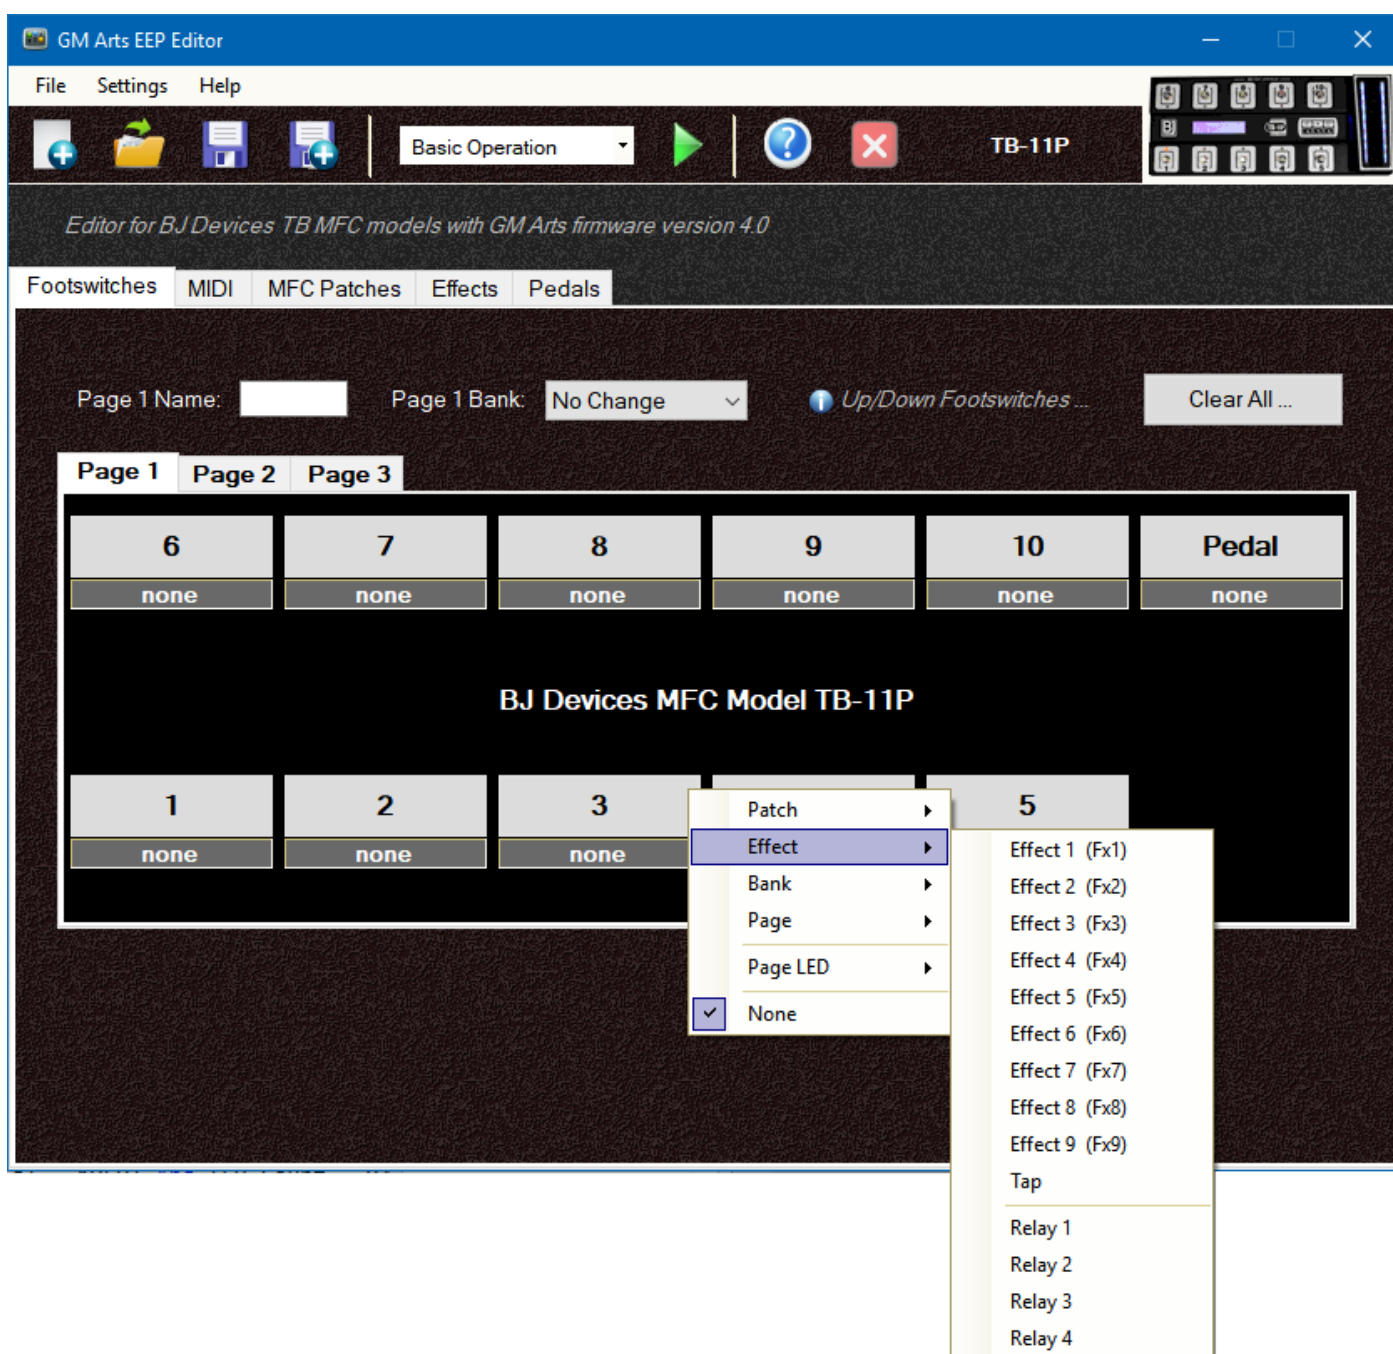 GM Arts EEP Editor
File Settings Help
Basic Operation
TB-11P
BJ
Editor for BJ Devices TB MFC models with GM Arts firmware version 4.0
Footswitches MIDI MFC Patches Effects Pedals
Page 1 Name: Page 1 Bank: No Change Up/Down Footswitches ... Clear All ...
Page 1 Page 2 Page 3
6 7 8 9 10 Pedal
none none none none none none
BJ Devices MFC Model TB-11P
1 2 3 5
none none none
Patch
Effect
Bank
Page
Page LED
None
Effect 1 (Fx1)
Effect 2 (Fx2)
Effect 3 (Fx3)
Effect 4 (Fx4)
Effect 5 (Fx5)
Effect 6 (Fx6)
Effect 7 (Fx7)
Effect 8 (Fx8)
Effect 9 (Fx9)
Tap
Relay 1
Relay 2
Relay 3
Relay 4